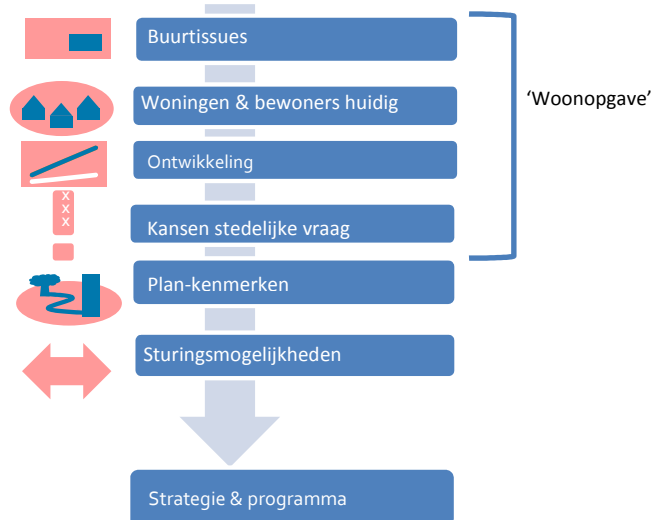 Buurtissues
Woningen & bewoners huidig
'Woonopgave'
Ontwikkeling
X
X
X
Kansen stedelijke vraag
Plan-kenmerken
Sturingsmogelijkheden
Strategie & programma